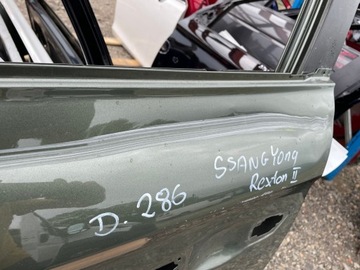 D. 286
SSANGYong
Rexton II